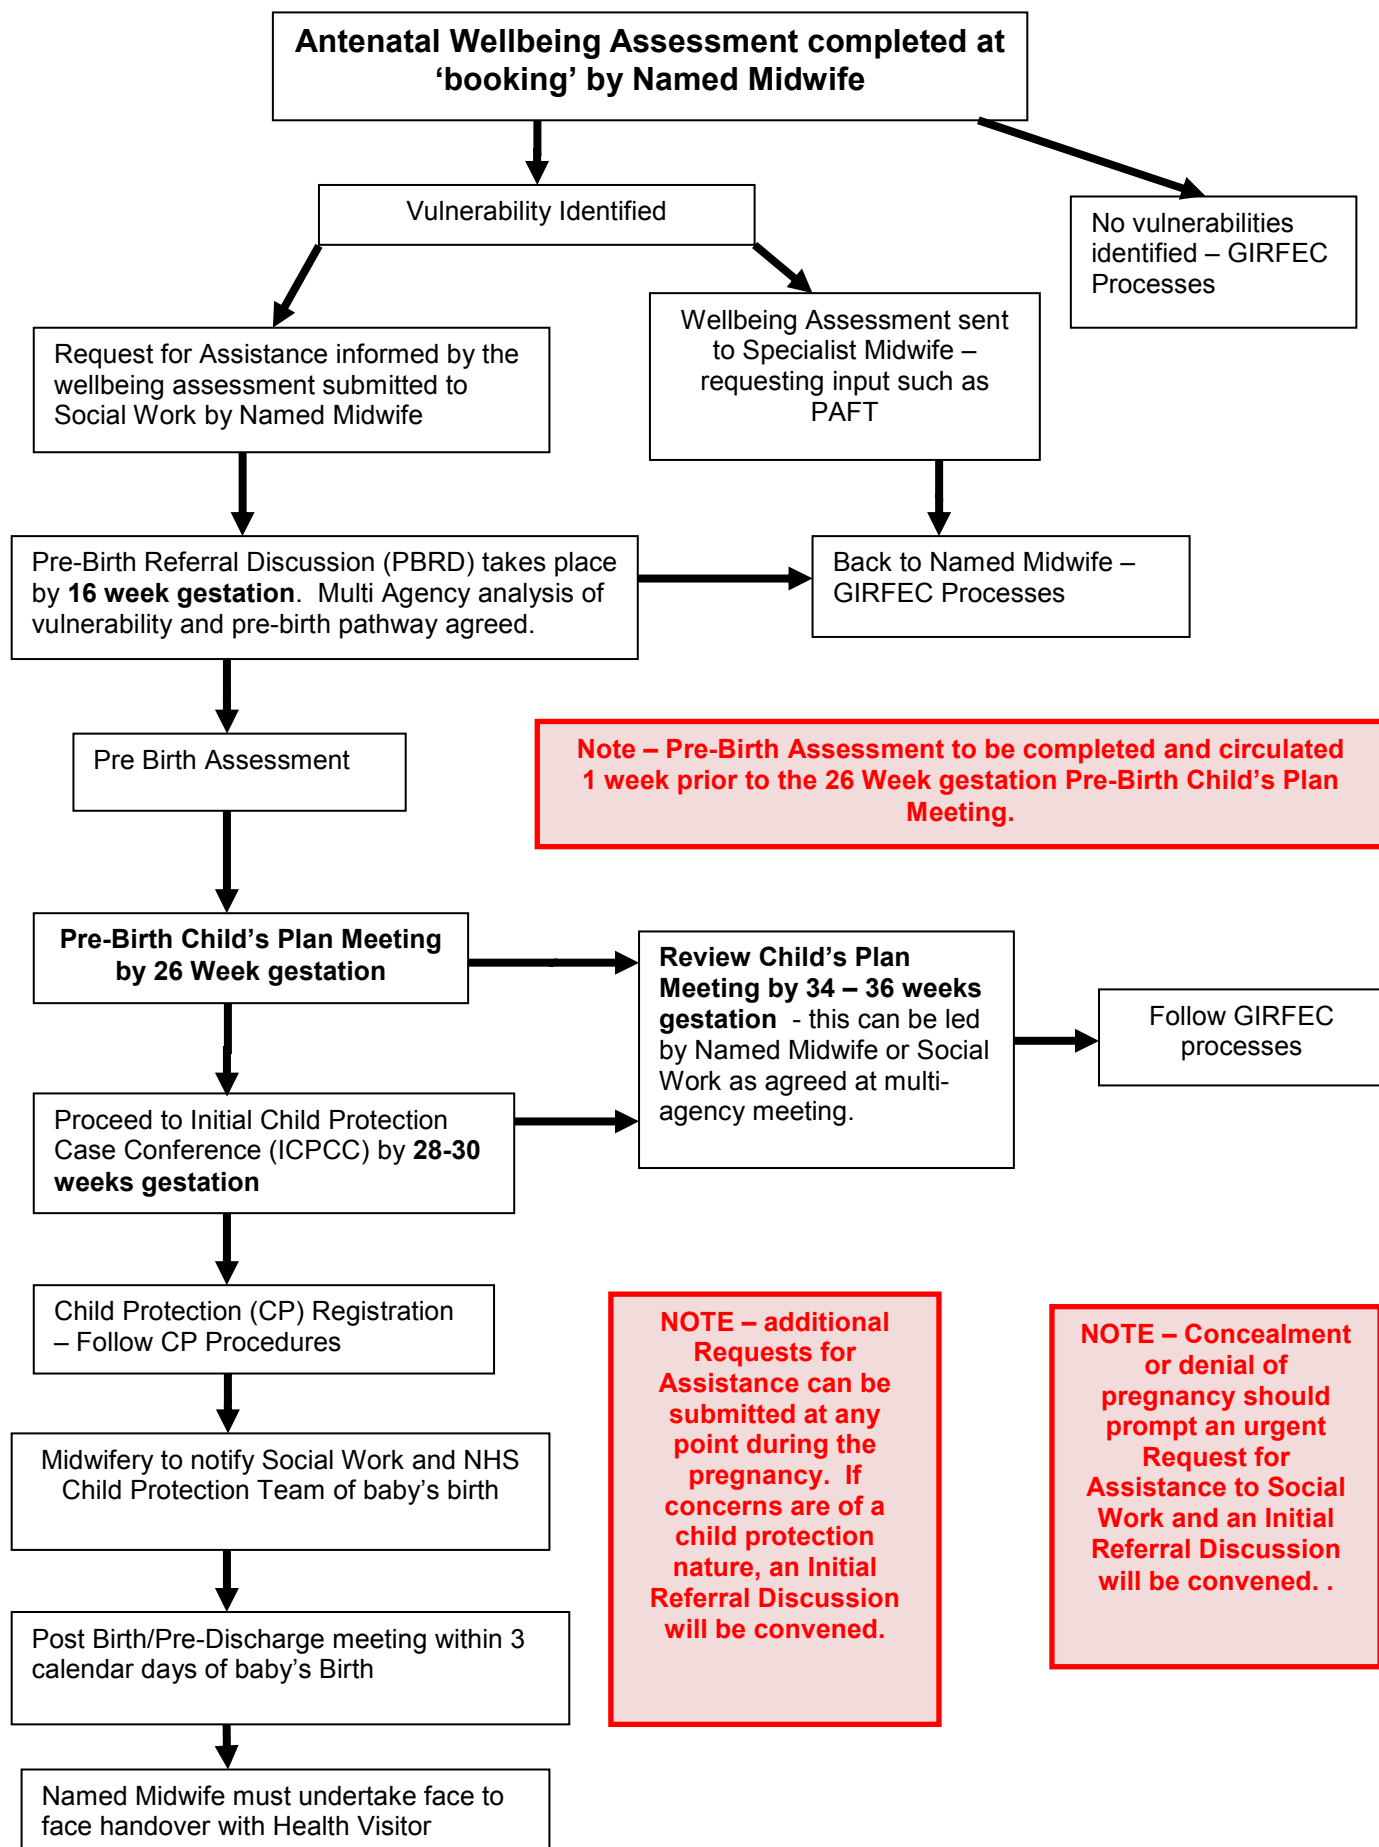 Antenatal Wellbeing Assessment completed at
‘booking’ by Named Midwife
Vulnerability Identified
No vulnerabilities
identified – GIRFEC
Processes
Request for Assistance informed by the
wellbeing assessment submitted to
Social Work by Named Midwife
Wellbeing Assessment sent
to Specialist Midwife –
requesting input such as
PAFT
Pre-Birth Referral Discussion (PBRD) takes place
by 16 week gestation.  Multi Agency analysis of
vulnerability and pre-birth pathway agreed.
Back to Named Midwife –
GIRFEC Processes
Pre Birth Assessment
Note – Pre-Birth Assessment to be completed and circulated
1 week prior to the 26 Week gestation Pre-Birth Child’s Plan
Meeting.
Pre-Birth Child’s Plan Meeting
by 26 Week gestation
Review Child’s Plan
Meeting by 34 – 36 weeks
gestation  - this can be led
by Named Midwife or Social
Work as agreed at multi-
agency meeting.
Follow GIRFEC
processes
Proceed to Initial Child Protection
Case Conference (ICPCC) by 28-30
weeks gestation
Child Protection (CP) Registration
– Follow CP Procedures
NOTE – additional
Requests for
Assistance can be
submitted at any
point during the
pregnancy.  If
concerns are of a
child protection
nature, an Initial
Referral Discussion
will be convened.
NOTE – Concealment
or denial of
pregnancy should
prompt an urgent
Request for
Assistance to Social
Work and an Initial
Referral Discussion
will be convened. .
Midwifery to notify Social Work and NHS
Child Protection Team of baby’s birth
Post Birth/Pre-Discharge meeting within 3
calendar days of baby’s Birth
Named Midwife must undertake face to
face handover with Health Visitor